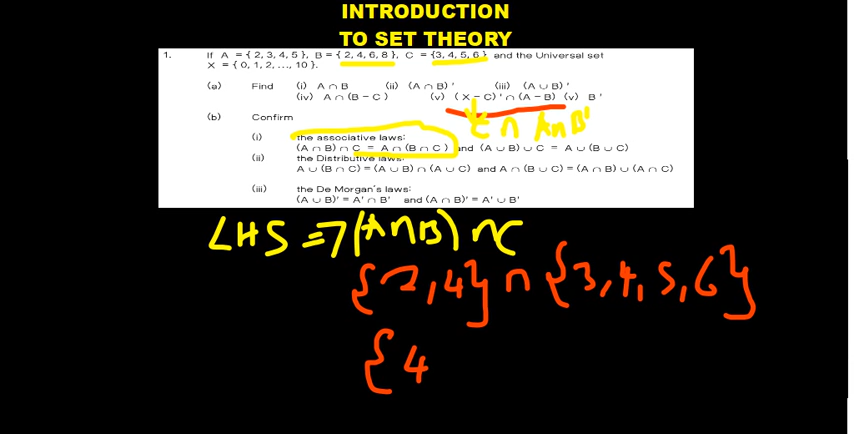 INTRODUCTION
TO SET THEORY
1. If A = { 2, 3, 4, 5 }, B = { 2, 4, 6, 8 }, C = {3, 4, 5, 6 } and the Universal set
X = { 0, 1, 2, ..., 10 }.
(a) Find (i) A ∩ B (ii) (A ∩ B) ' (iii) (A ∪ B) '
(iv) A ∩ (B − C ) (v) ( X − C) ' ∩ (A − B) (v) B '
C ∩ A ∩ B'
(b) Confirm
(i) the associative laws:
(A ∩ B) ∩ C = A ∩ (B ∩ C ) and (A ∪ B) ∪ C = A ∪ (B ∪ C )
(ii) the Distributive laws:
A ∪ (B ∩ C) = (A ∪ B) ∩ (A ∪ C ) and A ∩ (B ∪ C) = (A ∩ B) ∪ (A ∩ C)
(iii) the De Morgan's laws:
(A ∪ B)' = A' ∩ B' and (A ∩ B)' = A' ∪ B'
LHS =7 (A ∩ B) ∩ C
{2, 4} ∩ {3, 4, 5, 6}
{ 4